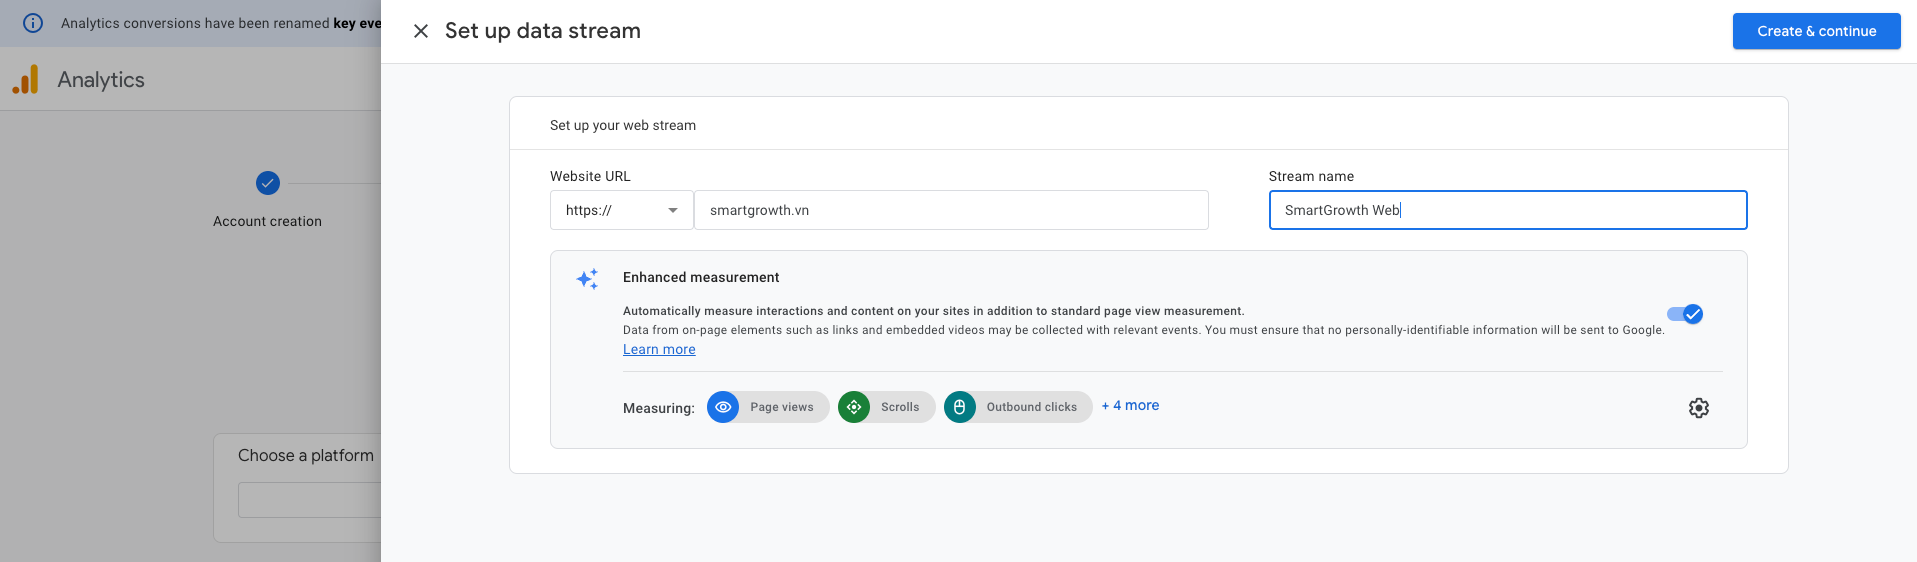 Analytics conversions have been renamed key eve
Analytics
Account creation
Choose a platform
Set up data stream
Create & continue
Set up your web stream
Website URL
Stream name
https://
smartgrowth.vn
SmartGrowth Web
Enhanced measurement
Automatically measure interactions and content on your sites in addition to standard page view measurement.
Data from on-page elements such as links and embedded videos may be collected with relevant events. You must ensure that no personally-identifiable information will be sent to Google.
Learn more
Measuring: Page views Scrolls Outbound clicks + 4 more